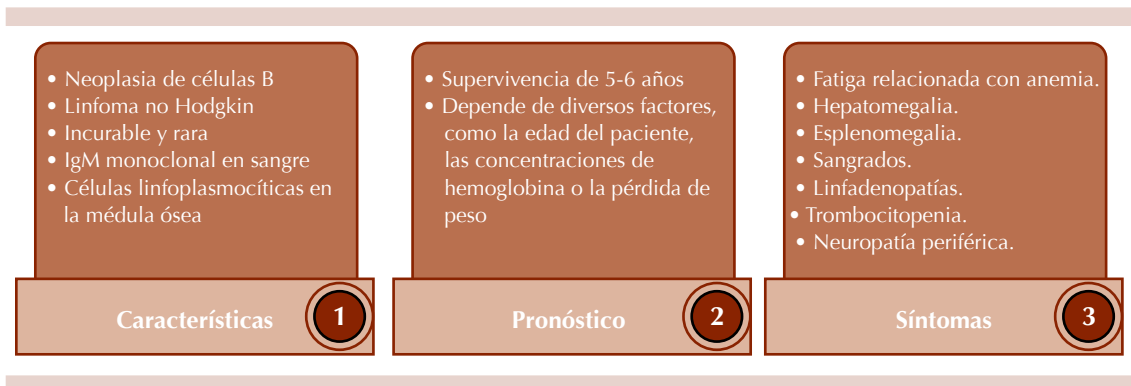 • Neoplasia de células B
• Linfoma no Hodgkin
• Incurable y rara
• IgM monoclonal en sangre
• Células linfoplasmocíticas en
la médula ósea
Características
1
• Supervivencia de 5-6 años
• Depende de diversos factores,
como la edad del paciente,
las concentraciones de
hemoglobina o la pérdida de
peso
Pronóstico
2
• Fatiga relacionada con anemia.
• Hepatomegalia.
• Esplenomegalia.
• Sangrados.
• Linfadenopatías.
• Trombocitopenia.
• Neuropatía periférica.
Síntomas
3